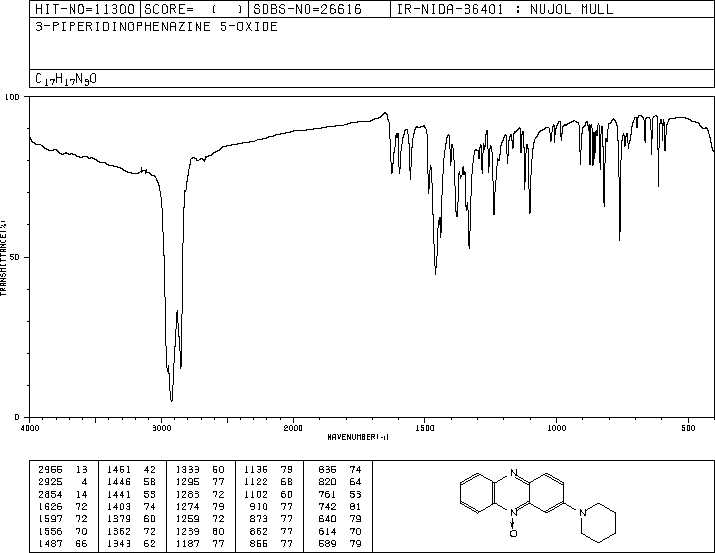 HIT-NO=11300 SCORE= ( ) SDBS-NO=26616 IR-NIDA-36401 : NUJOL MULL
3-PIPERIDINOPHENAZINE 5-OXIDE
C17H17N3O
100
50
0
TRANSMITTANCE(%)
4000 3000 2000 1500 1000 500
WAVENUMBER(-1)
2955 13 1461 42 1333 50 1136 79 836 74
2925 4 1446 58 1295 77 1122 68 820 64
2854 14 1441 55 1283 72 1102 60 761 53
1626 72 1403 74 1274 79 910 77 742 81
1597 72 1379 60 1259 72 873 77 640 79
1556 70 1362 72 1239 60 862 77 614 70
1487 66 1343 62 1187 77 856 77 589 79
N
N
N
O